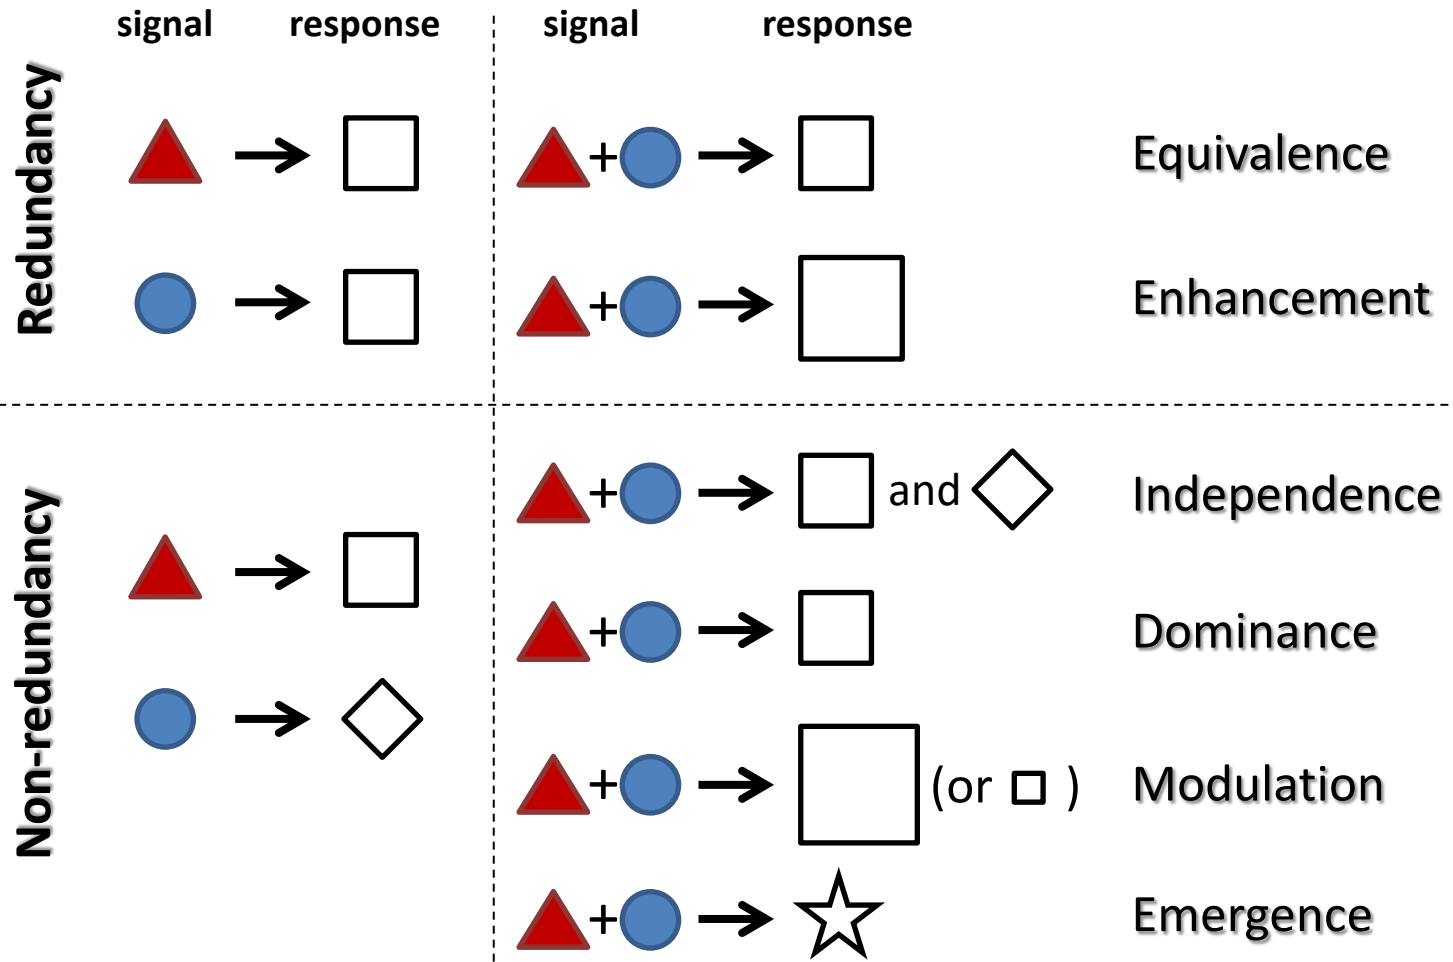 signal response signal response
Redundancy
+ Equivalence
+ Enhancement
Non-redundancy
+ and Independence
+ Dominance
+ (or ) Modulation
+ Emergence